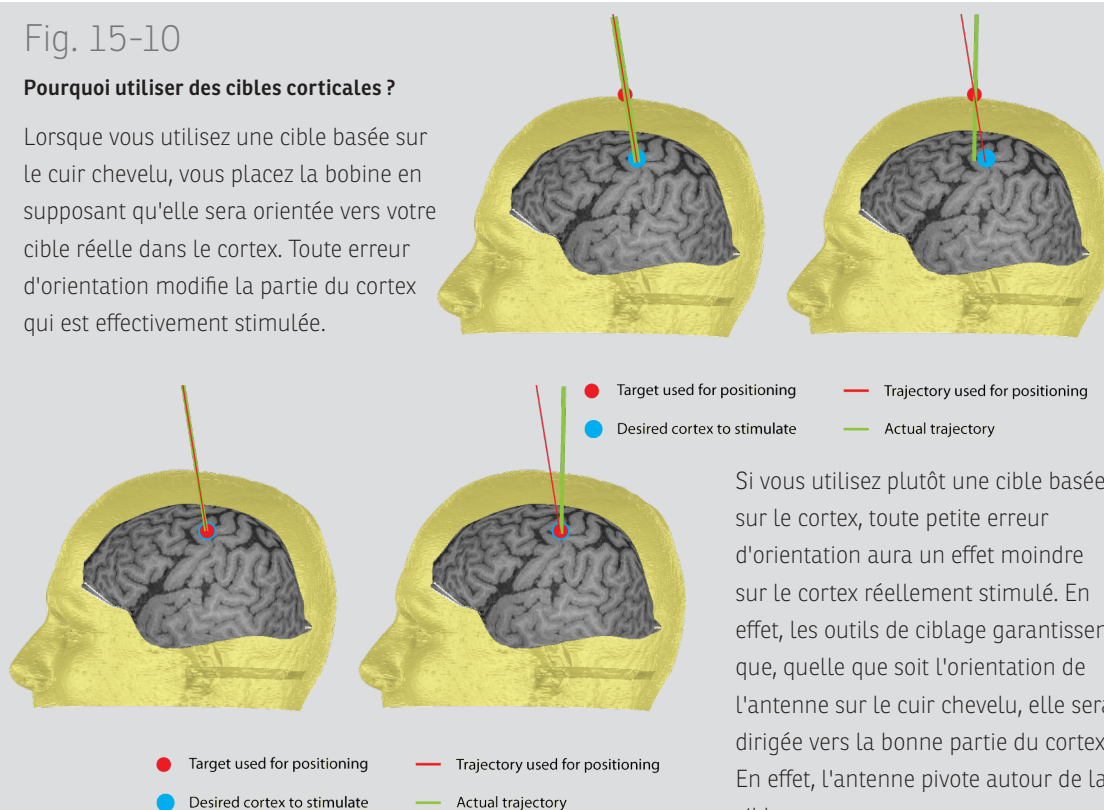 Fig. 15-10
Pourquoi utiliser des cibles corticales ?
Lorsque vous utilisez une cible basée sur
le cuir chevelu, vous placez la bobine en
supposant qu'elle sera orientée vers votre
cible réelle dans le cortex. Toute erreur
d'orientation modifie la partie du cortex
qui est effectivement stimulée.
Target used for positioning
Trajectory used for positioning
Desired cortex to stimulate
Actual trajectory
Si vous utilisez plutôt une cible basée
sur le cortex, toute petite erreur
d'orientation aura un effet moindre
sur le cortex réellement stimulé. En
effet, les outils de ciblage garantissen
que, quelle que soit l'orientation de
l'antenne sur le cuir chevelu, elle sera
dirigée vers la bonne partie du cortex
En effet, l'antenne pivote autour de la
Target used for positioning
Trajectory used for positioning
Desired cortex to stimulate
Actual trajectory